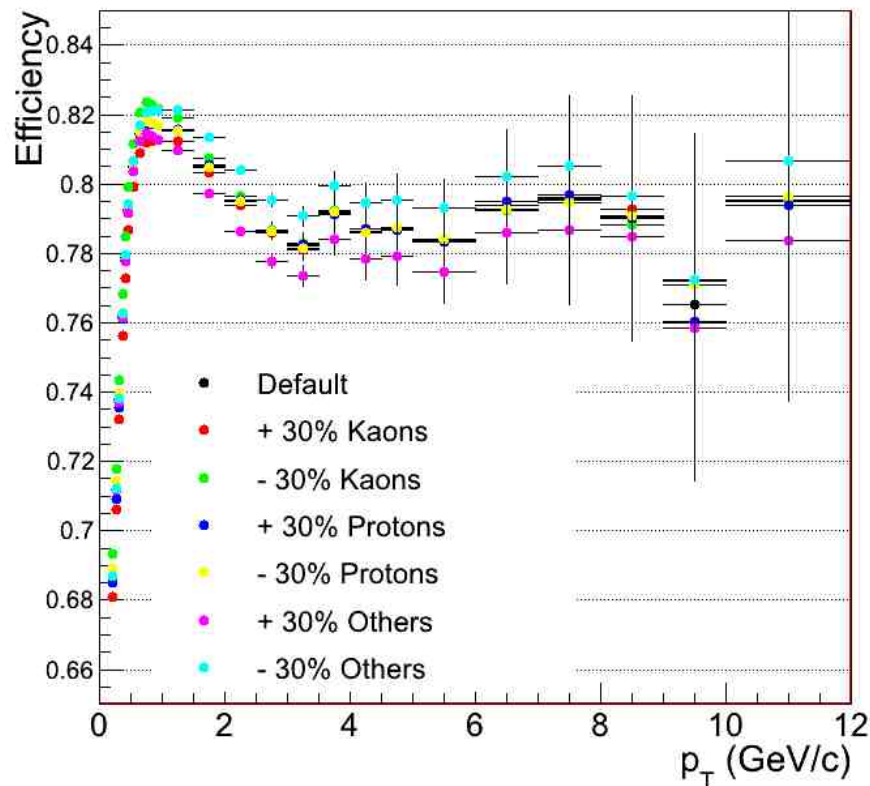 Efficiency
0.84
0.82
0.8
0.78
0.76
0.74
0.72
0.7
0.68
0.66
Default
+ 30% Kaons
- 30% Kaons
+ 30% Protons
- 30% Protons
+ 30% Others
- 30% Others
0 2 4 6 8 10 12
p_T (GeV/c)